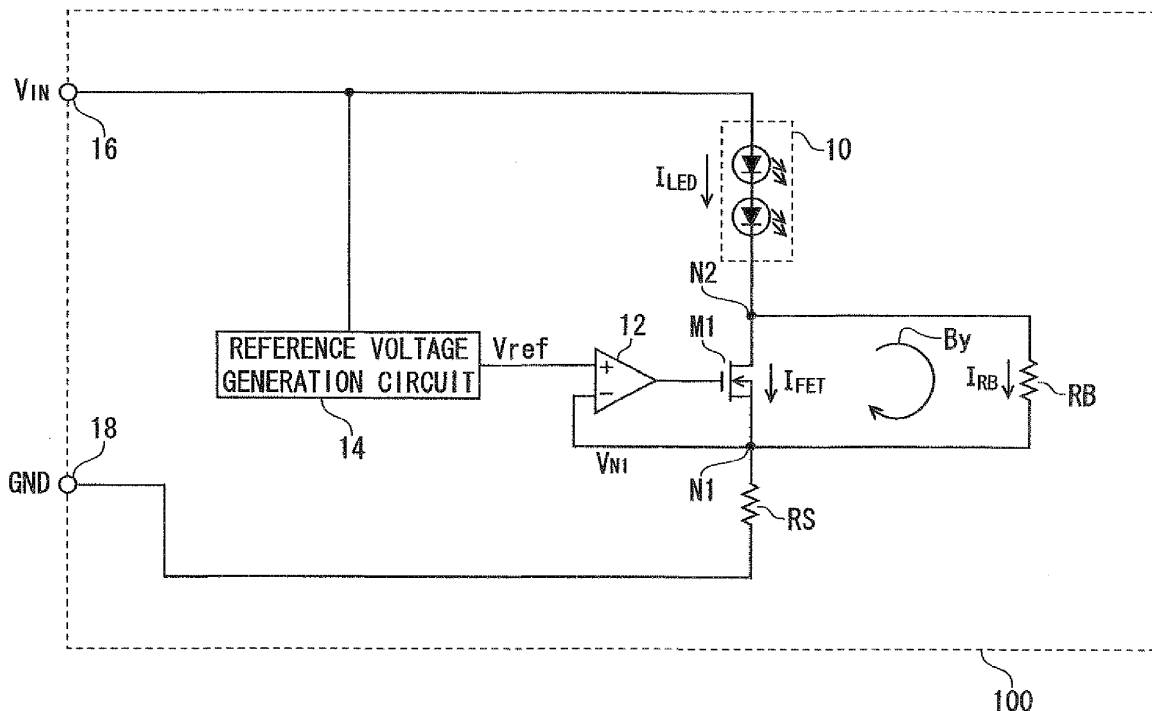 VIN
16
10
ILED
N2
M1
12
By
REFERENCE VOLTAGE
GENERATION CIRCUIT
Vref
+
−
IFET
IRB
RB
14
18
VN1
N1
GND
RS
100